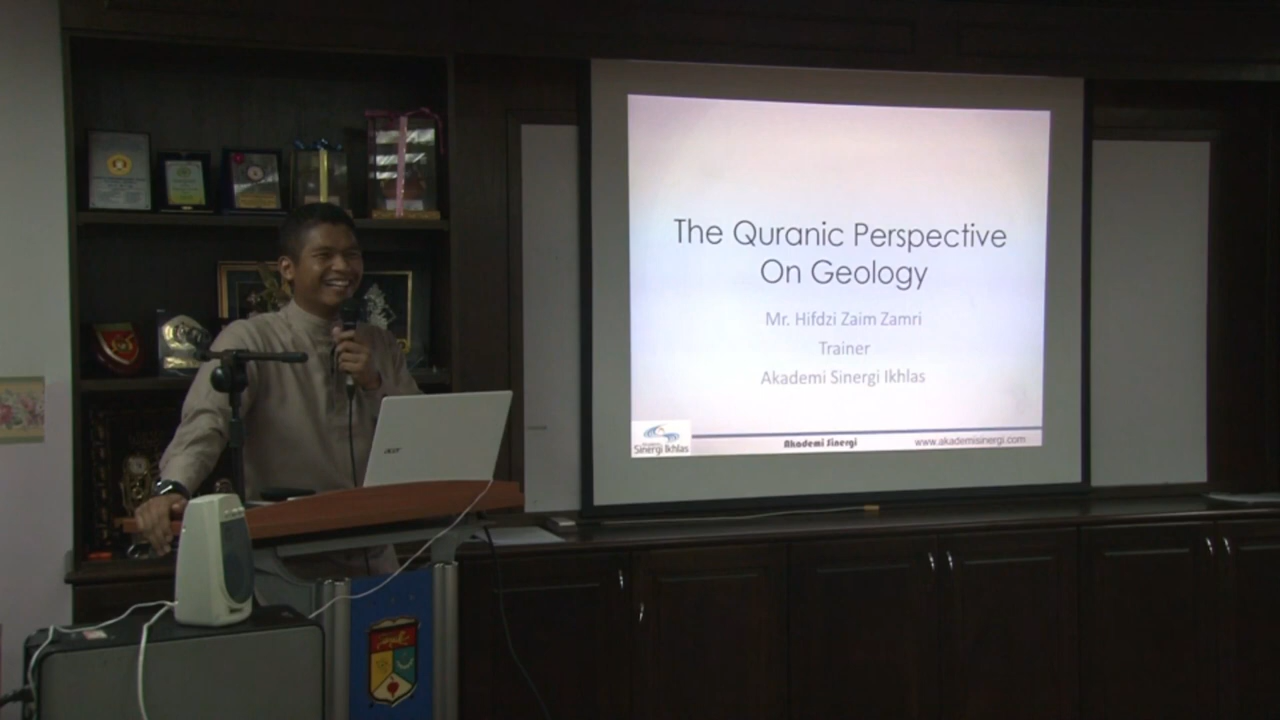 The Quranic Perspective
On Geology
Mr. Hifdzi Zaim Zamri
Trainer
Akademi Sinergi Ikhlas
Sinergi Ikhlas
Akademi Sinergi
www.akademisinergi.com
acer